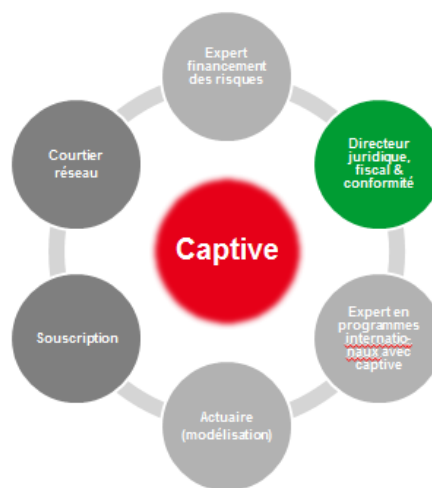 Expert
financement
des risques
Directeur
juridique,
fiscal &
conformité
Courtier
réseau
Captive
Expert en
programmes
internatio-
naux avec
captive
Souscription
Actuaire
(modélisation)